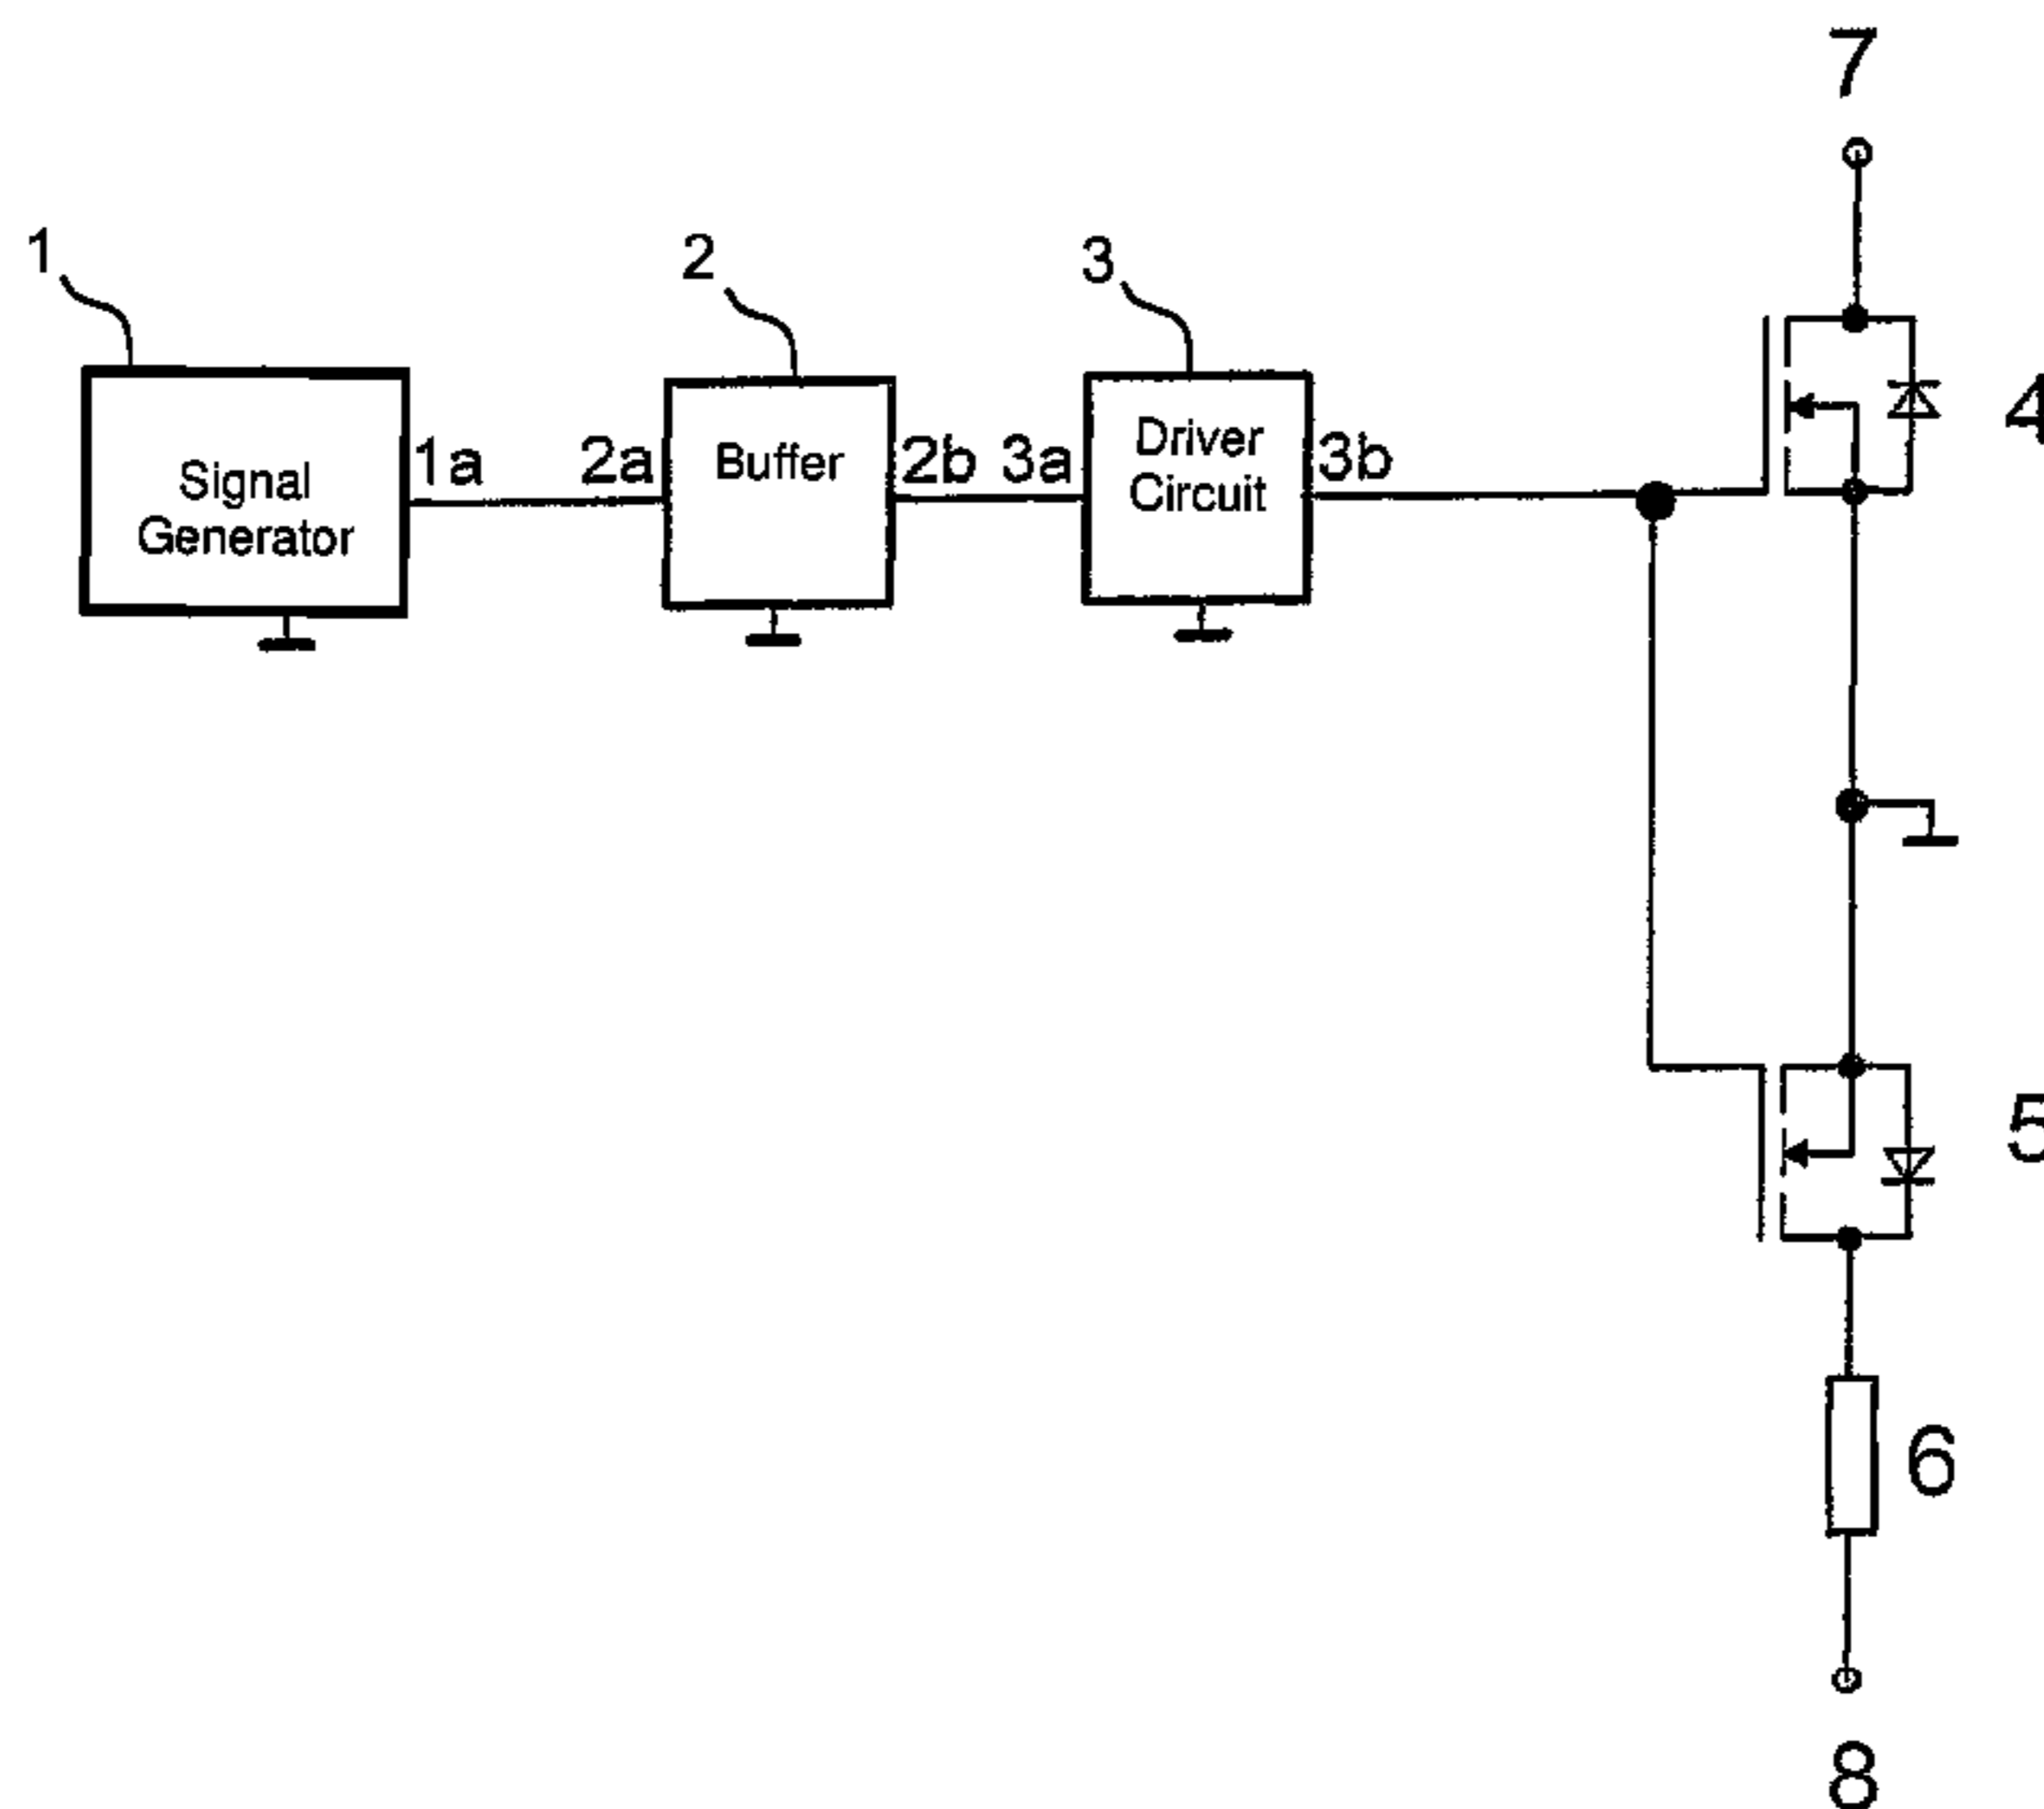 7
1
2
3
4
Signal
Generator
1a
2a
Buffer
2b
3a
Driver
Circuit
3b
5
6
8